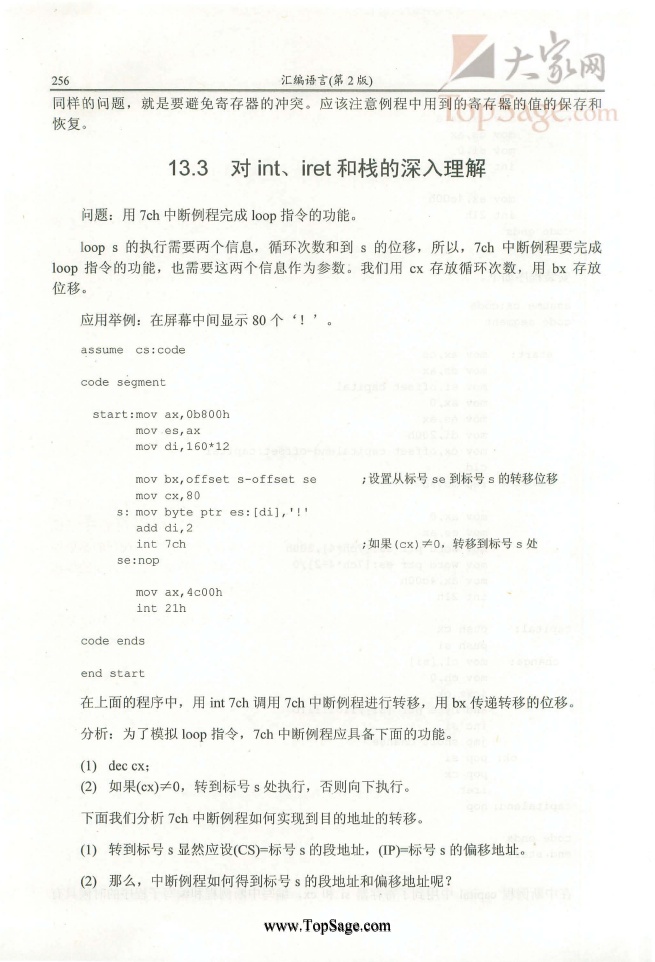 大家网
TopSage.com
256 汇编语言(第 2 版)
同样的问题，就是要避免寄存器的冲突。应该注意例程中用到的寄存器的值的保存和
恢复。
13.3 对 int、iret 和栈的深入理解
问题：用 7ch 中断例程完成 loop 指令的功能。
loop s 的执行需要两个信息，循环次数和到 s 的位移，所以，7ch 中断例程要完成
loop 指令的功能，也需要这两个信息作为参数。我们用 cx 存放循环次数，用 bx 存放
位移。
应用举例：在屏幕中间显示 80 个‘！’。
assume cs:code
code segment
start:mov ax,0b800h
mov es,ax
mov di,160*12
mov bx,offset s-offset se ;设置从标号 se 到标号 s 的转移位移
mov cx,80
s: mov byte ptr es:[di],'!'
add di,2
int 7ch ;如果(cx)≠0，转移到标号 s 处
se:nop
mov ax,4c00h
int 21h
code ends
end start
在上面的程序中，用 int 7ch 调用 7ch 中断例程进行转移，用 bx 传递转移的位移。
分析：为了模拟 loop 指令，7ch 中断例程应具备下面的功能。
(1) dec cx；
(2) 如果(cx)≠0，转到标号 s 处执行，否则向下执行。
下面我们分析 7ch 中断例程如何实现到目的地址的转移。
(1) 转到标号 s 显然应设(CS)=标号 s 的段地址，(IP)=标号 s 的偏移地址。
(2) 那么，中断例程如何得到标号 s 的段地址和偏移地址呢？
www.TopSage.com